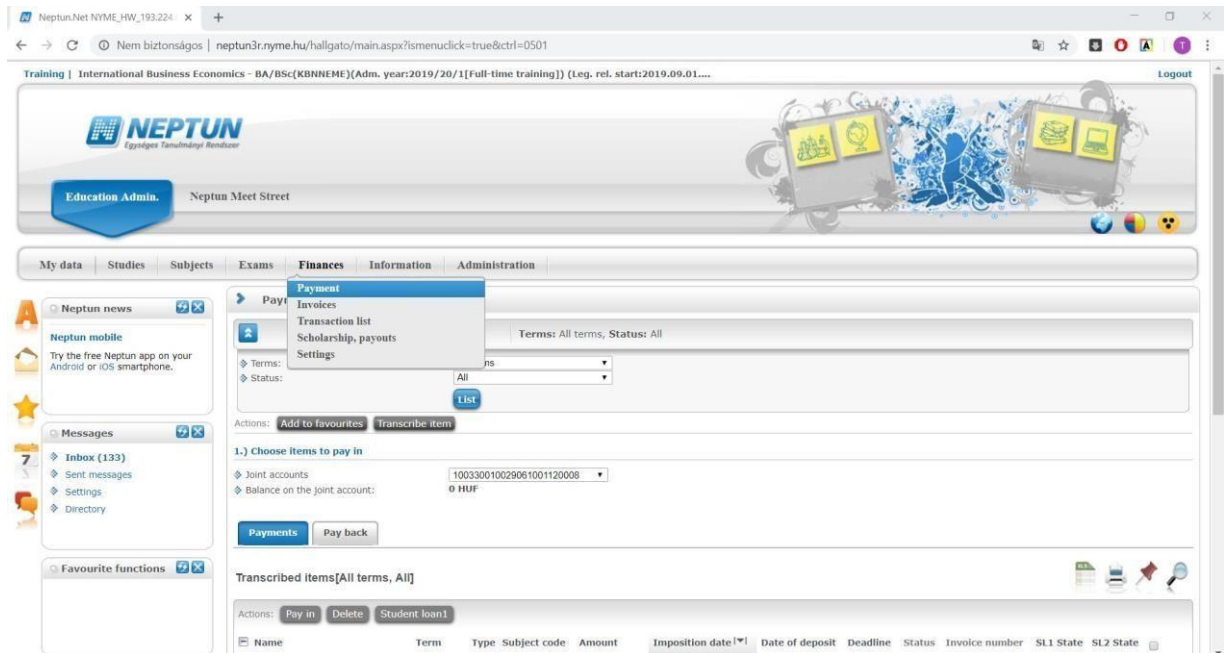 Neptun.Net NYME_HW_193.224
Nem biztonságos | neptun3r.nyme.hu/hallgato/main.aspx?ismenuclick=true&ctrl=0501
T
Training | International Business Economics - BA/BSc(KBNNEME)(Adm. year:2019/20/1[Full-time training]) (Leg. rel. start:2019.09.01....
Logout
NEPTUN
Egységes Tanulmányi Rendszer
Education Admin.
Neptun Meet Street
My data Studies Subjects Exams Finances Information Administration
Payment
Invoices
Transaction list
Scholarship, payouts
Settings
Neptun news
Neptun mobile
Try the free Neptun app on your
Android or iOS smartphone.
Messages
7
Inbox (133)
Sent messages
Settings
Directory
Favourite functions
Terms: All terms, Status: All
Terms:
Status: All
List
Actions: Add to favourites Transcribe item
1.) Choose items to pay in
Joint accounts 100330010029061001120008
Balance on the joint account: 0 HUF
Payments Pay back
Transcribed items[All terms, All]
Actions: Pay in Delete Student loan1
Name Term Type Subject code Amount Imposition date Date of deposit Deadline Status Invoice number SL1 State SL2 State